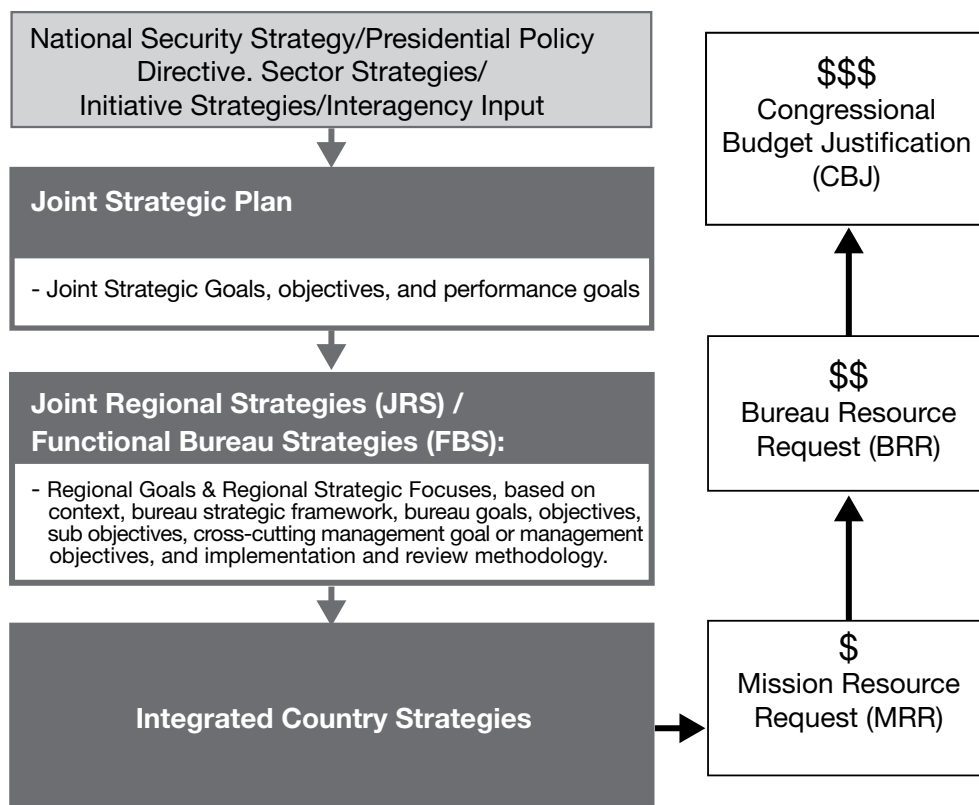 National Security Strategy/Presidential Policy
Directive. Sector Strategies/
Initiative Strategies/Interagency Input
Joint Strategic Plan
- Joint Strategic Goals, objectives, and performance goals
Joint Regional Strategies (JRS) /
Functional Bureau Strategies (FBS):
- Regional Goals & Regional Strategic Focuses, based on
context, bureau strategic framework, bureau goals, objectives,
sub objectives, cross-cutting management goal or management
objectives, and implementation and review methodology.
Integrated Country Strategies
$
Mission Resource
Request (MRR)
$$
Bureau Resource
Request (BRR)
$$$
Congressional
Budget Justification
(CBJ)